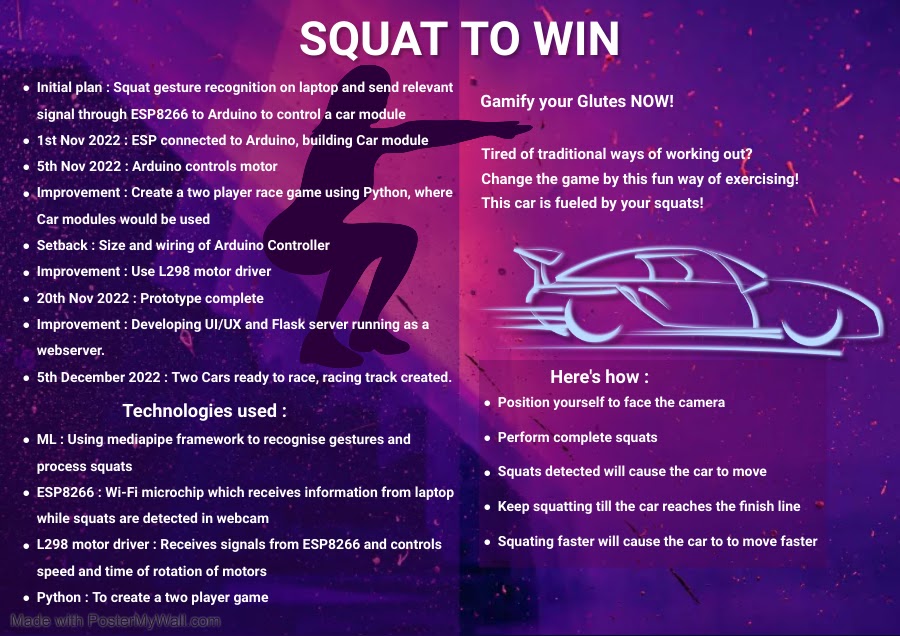 SQUAT TO WIN
• Initial plan : Squat gesture recognition on laptop and send relevant
signal through ESP8266 to Arduino to control a car module
• 1st Nov 2022 : ESP connected to Arduino, building Car module
• 5th Nov 2022 : Arduino controls motor
• Improvement : Create a two player race game using Python, where
Car modules would be used
• Setback : Size and wiring of Arduino Controller
• Improvement : Use L298 motor driver
• 20th Nov 2022 : Prototype complete
• Improvement : Developing UI/UX and Flask server running as a
webserver.
• 5th December 2022 : Two Cars ready to race, racing track created.
Technologies used :
• ML : Using mediapipe framework to recognise gestures and
process squats
• ESP8266 : Wi-Fi microchip which receives information from laptop
while squats are detected in webcam
• L298 motor driver : Receives signals from ESP8266 and controls
speed and time of rotation of motors
• Python : To create a two player game
Gamify your Glutes NOW!
Tired of traditional ways of working out?
Change the game by this fun way of exercising!
This car is fueled by your squats!
Here's how :
• Position yourself to face the camera
• Perform complete squats
• Squats detected will cause the car to move
• Keep squatting till the car reaches the finish line
• Squating faster will cause the car to to move faster
Made with PosterMyWall.com